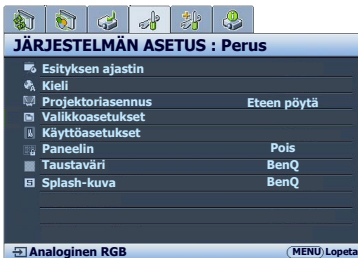 JÄRJESTELMÄN ASETUS : Perus
Esityksen ajastin
Kieli
Projektoriasennus Eteen pöytä
Valikkoasetukset
Käyttöasetukset
Paneelin Pois
Taustaväri BenQ
Splash-kuva BenQ
Analoginen RGB MENU Lopeta